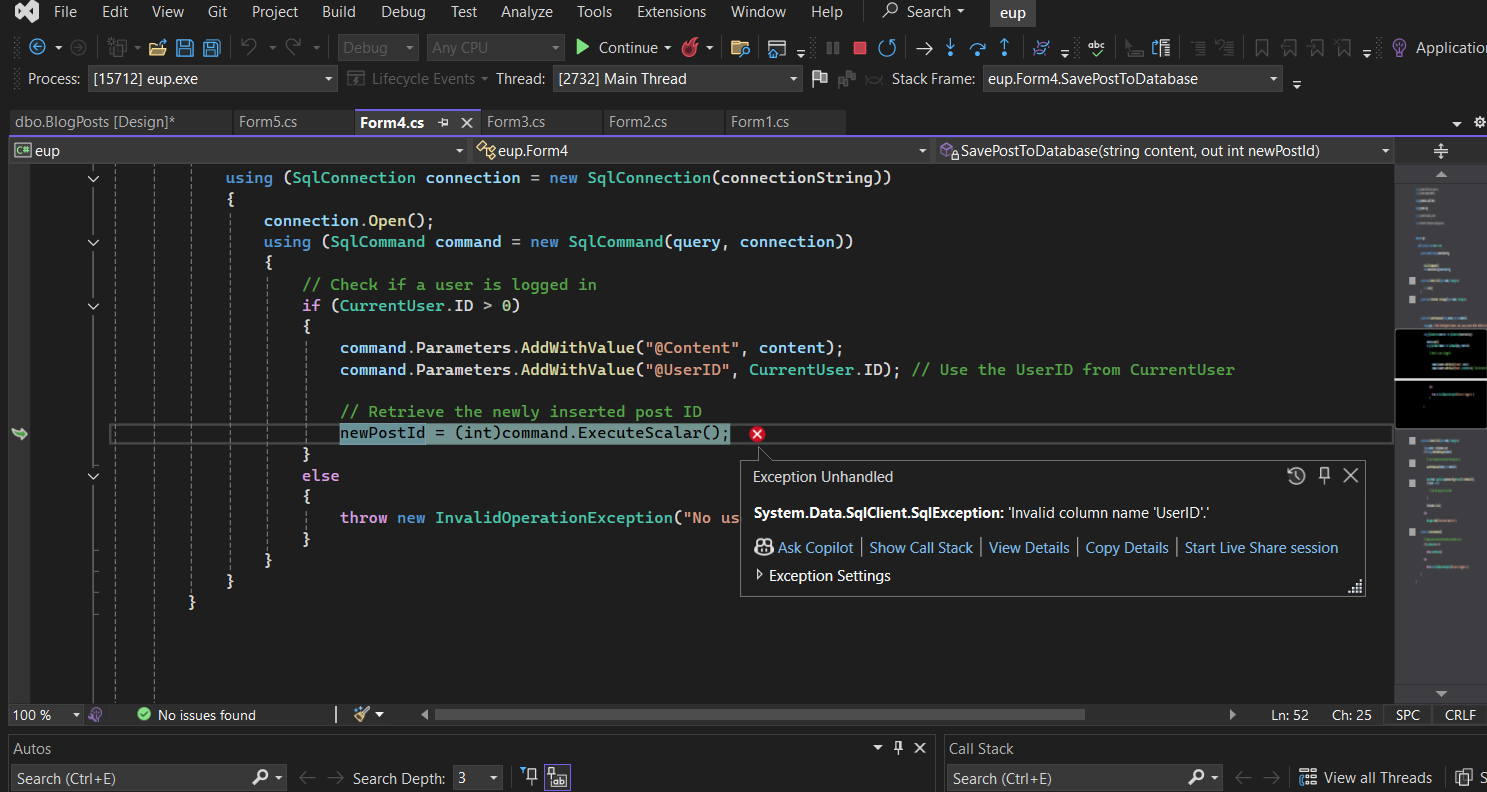 File Edit View Git Project Build Debug Test Analyze Tools Extensions Window Help Search eup
Debug Any CPU Continue abc Application
Process: [15712] eup.exe Lifecycle Events Thread: [2732] Main Thread Stack Frame: eup.Form4.SavePostToDatabase
dbo.BlogPosts [Design]* Form5.cs Form4.cs Form3.cs Form2.cs Form1.cs
C# eup eup.Form4 SavePostToDatabase(string content, out int newPostId)
using (SqlConnection connection = new SqlConnection(connectionString))
{
connection.Open();
using (SqlCommand command = new SqlCommand(query, connection))
{
// Check if a user is logged in
if (CurrentUser.ID > 0)
{
command.Parameters.AddWithValue("@Content", content);
command.Parameters.AddWithValue("@UserID", CurrentUser.ID); // Use the UserID from CurrentUser
// Retrieve the newly inserted post ID
newPostId = (int)command.ExecuteScalar();
}
else
{
throw new InvalidOperationException("No us
}
}
}
}
Exception Unhandled
System.Data.SqlClient.SqlException: 'Invalid column name 'UserID'.'
Ask Copilot Show Call Stack View Details Copy Details Start Live Share session
Exception Settings
100 % No issues found Ln: 52 Ch: 25 SPC CRLF
Autos Call Stack
Search (Ctrl+E) Search Depth: 3 ab Search (Ctrl+E) View all Threads S